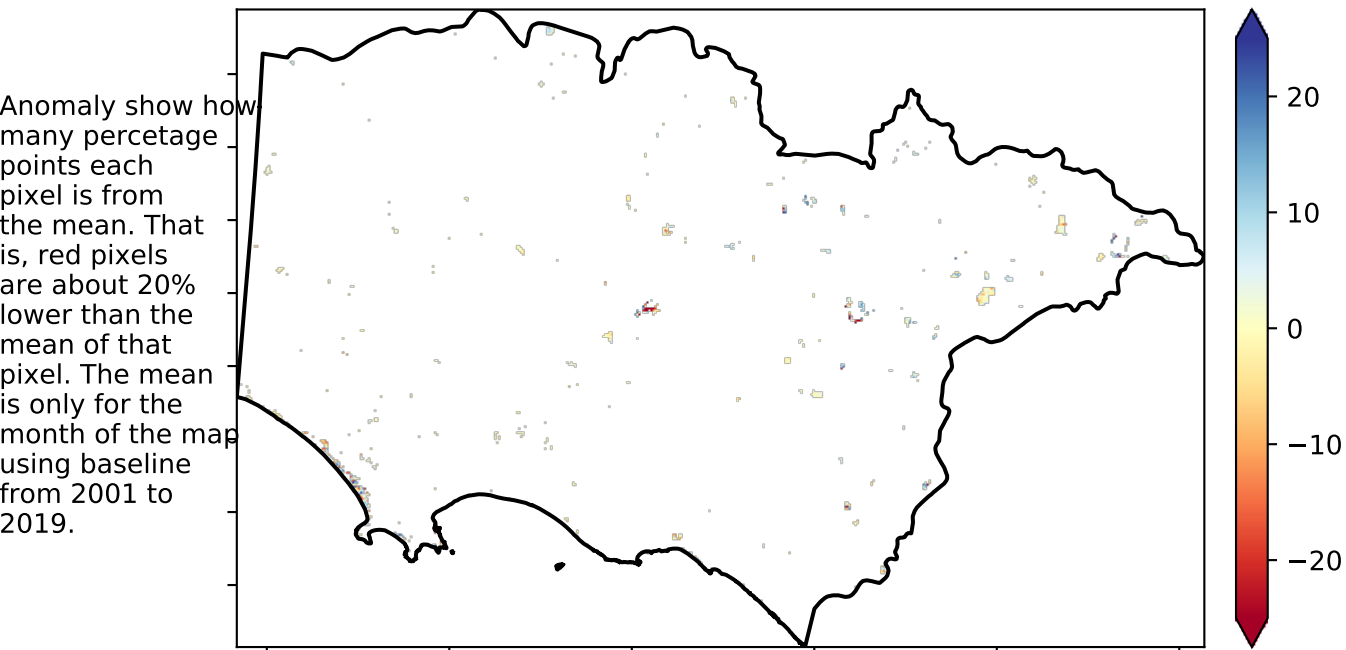 Anomaly show how
many percetage
points each
pixel is from
the mean. That
is, red pixels
are about 20%
lower than the
mean of that
pixel. The mean
is only for the
month of the map
using baseline
from 2001 to
2019.
20
10
0
−10
−20